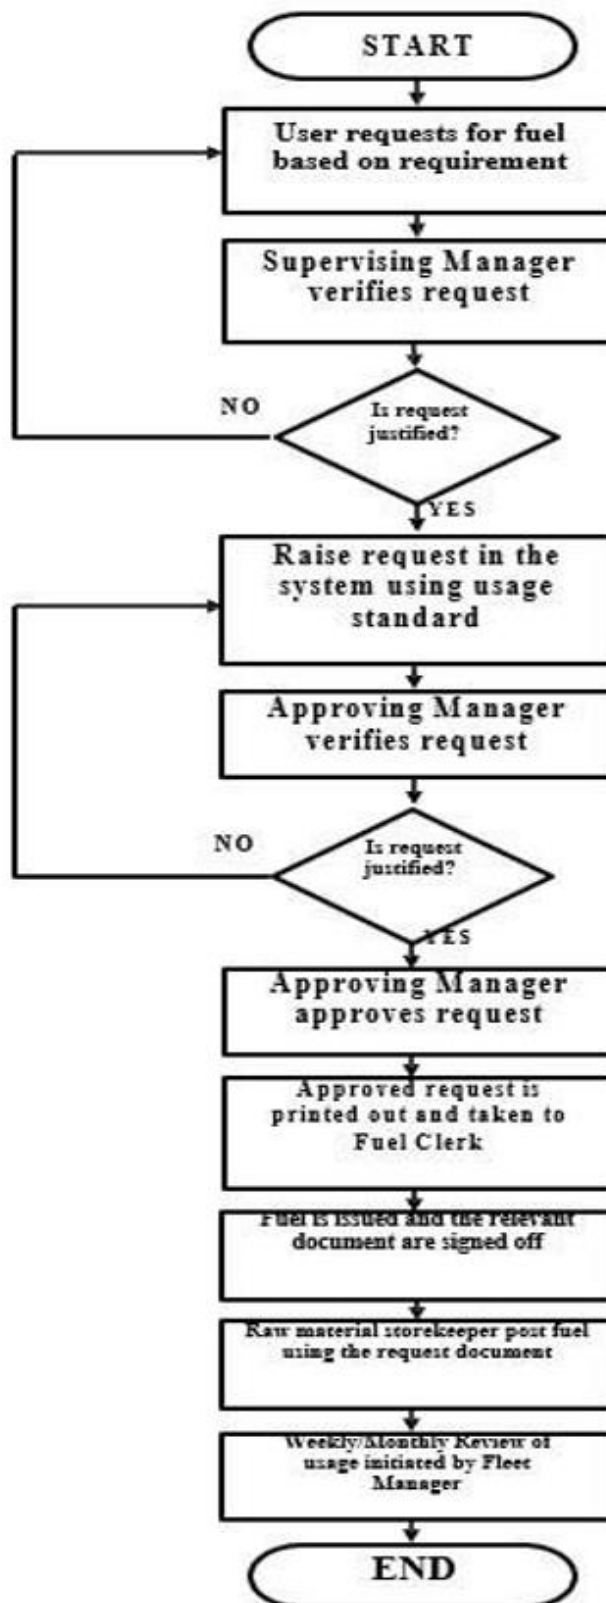 START
User requests for fuel
based on requirement
Supervising Manager
verifies request
NO
Is request
justified?
YES
Raise request in the
system using usage
standard
Approving Manager
verifies request
NO
Is request
justified?
YES
Approving Manager
approves request
Approved request is
printed out and taken to
Fuel Clerk
Fuel is issued and the relevant
document are signed off
Raw material storekeeper post fuel
using the request document
Weekly/Monthly Review of
usage initiated by Fleet
Manager
END